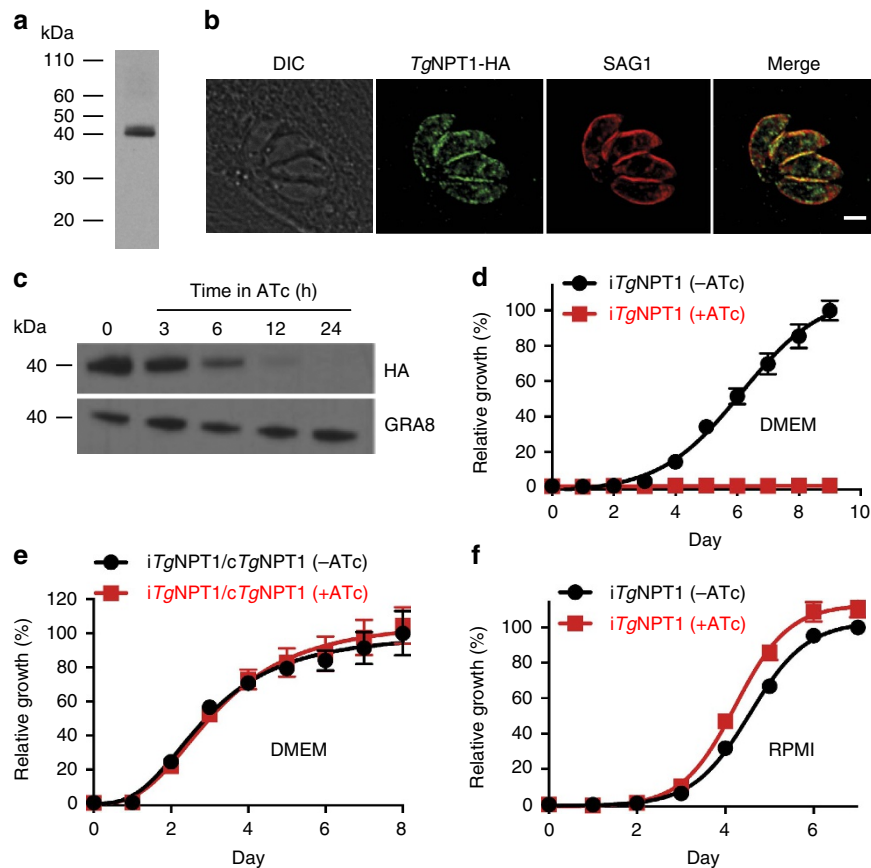 a
kDa
110
60
50
40
30
20
b
DIC
TgNPT1-HA
SAG1
Merge
c
Time in ATc (h)
kDa
0 3 6 12 24
40
HA
40
GRA8
d
iTgNPT1 (–ATc)
iTgNPT1 (+ATc)
Relative growth (%)
100
80
60
40
20
0
DMEM
0 2 4 6 8 10
Day
e
iTgNPT1/cTgNPT1 (–ATc)
iTgNPT1/cTgNPT1 (+ATc)
Relative growth (%)
120
100
80
60
40
20
0
DMEM
0 2 4 6 8
Day
f
iTgNPT1 (–ATc)
iTgNPT1 (+ATc)
Relative growth (%)
100
80
60
40
20
0
RPMI
0 2 4 6
Day